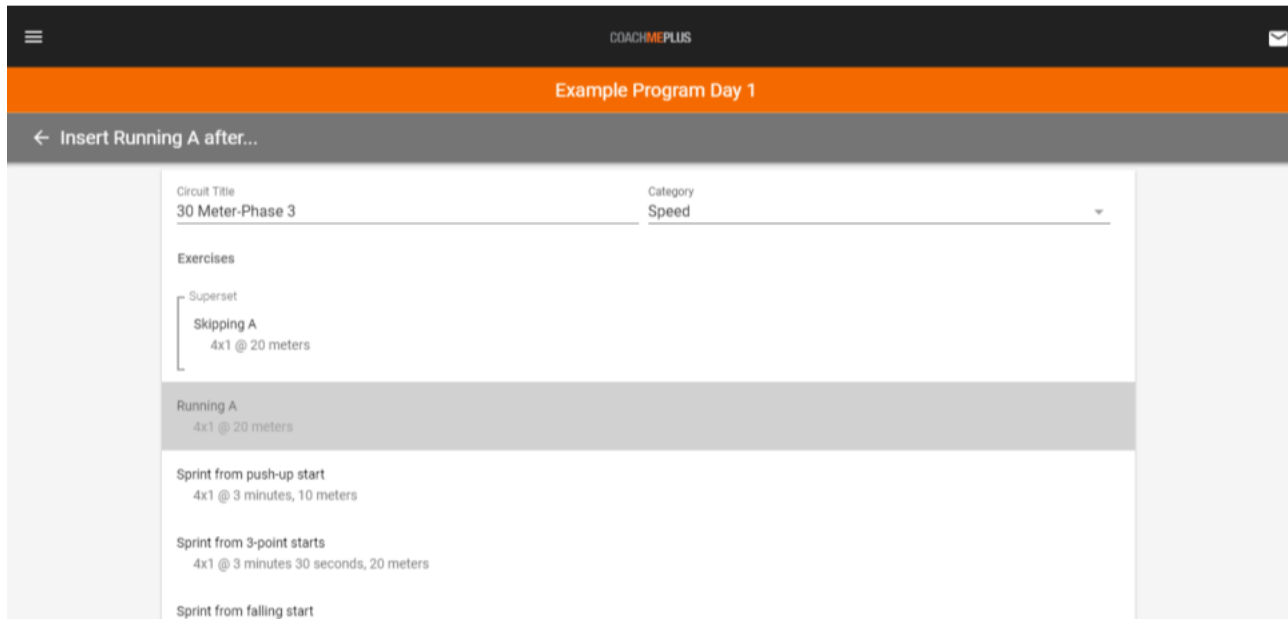 COACHMEPLUS
Example Program Day 1
← Insert Running A after...
Circuit Title
30 Meter-Phase 3
Category
Speed
Exercises
Superset
Skipping A
4x1 @ 20 meters
Running A
4x1 @ 20 meters
Sprint from push-up start
4x1 @ 3 minutes, 10 meters
Sprint from 3-point starts
4x1 @ 3 minutes 30 seconds, 20 meters
Sprint from falling start